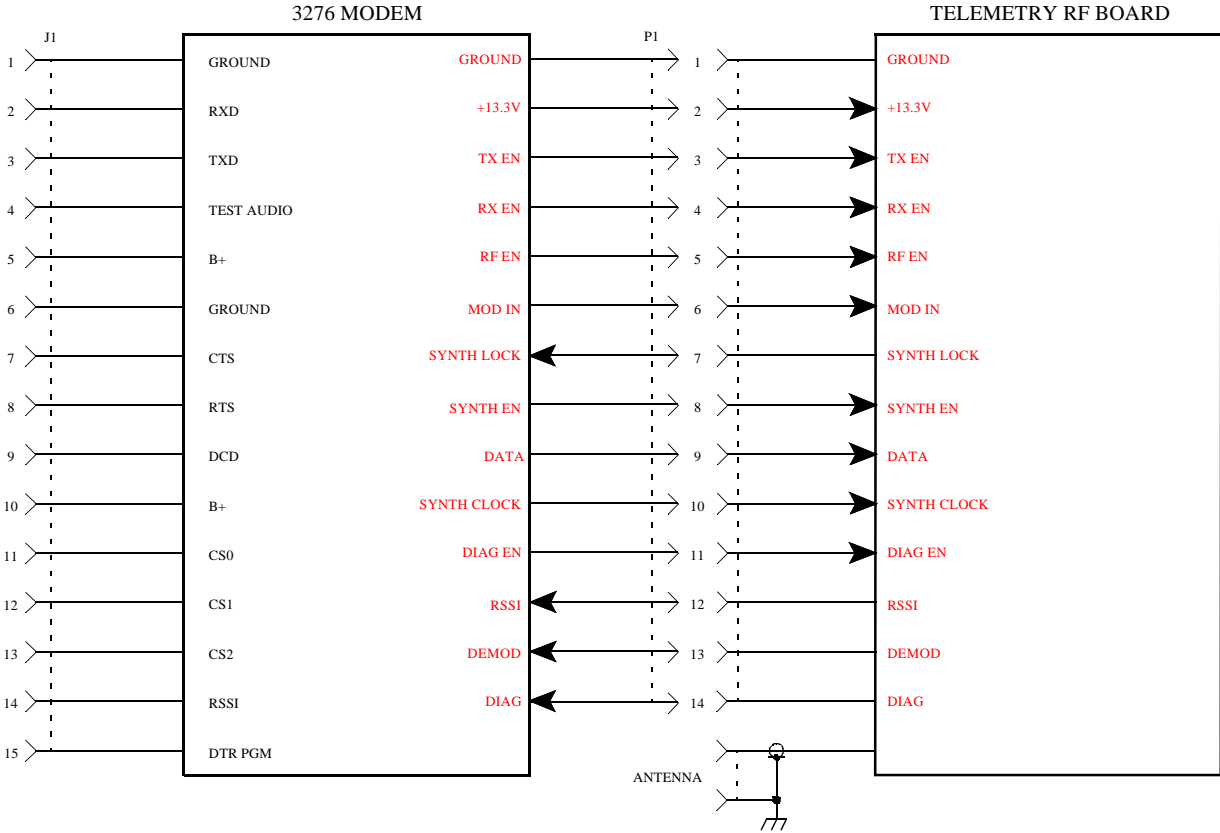 3276 MODEM TELEMETRY RF BOARD
J1 P1
1 GROUND GROUND 1 GROUND
2 RXD +13.3V 2 +13.3V
3 TXD TX EN 3 TX EN
4 TEST AUDIO RX EN 4 RX EN
5 B+ RF EN 5 RF EN
6 GROUND MOD IN 6 MOD IN
7 CTS SYNTH LOCK 7 SYNTH LOCK
8 RTS SYNTH EN 8 SYNTH EN
9 DCD DATA 9 DATA
10 B+ SYNTH CLOCK 10 SYNTH CLOCK
11 CS0 DIAG EN 11 DIAG EN
12 CS1 RSSI 12 RSSI
13 CS2 DEMOD 13 DEMOD
14 RSSI DIAG 14 DIAG
15 DTR PGM
ANTENNA